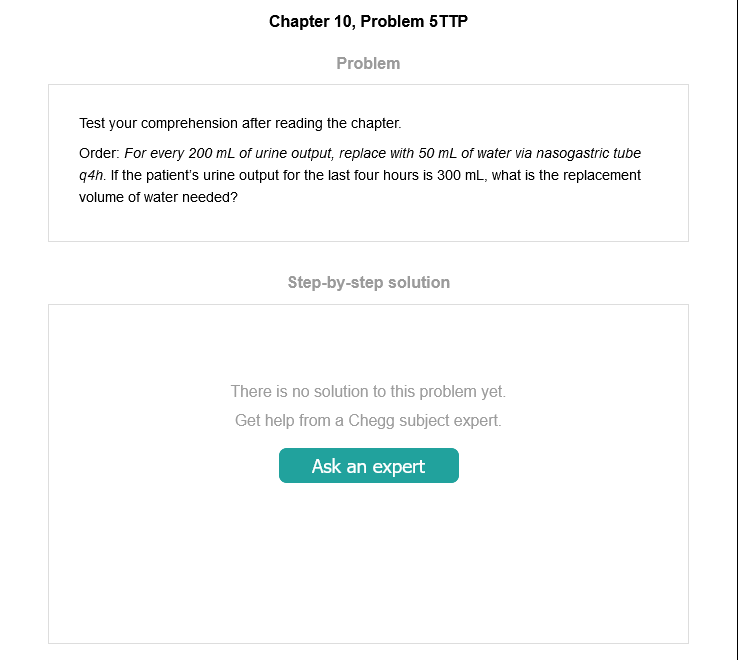 Chapter 10, Problem 5TTP
Problem
Test your comprehension after reading the chapter.
Order: For every 200 mL of urine output, replace with 50 mL of water via nasogastric tube
q4h. If the patient's urine output for the last four hours is 300 mL, what is the replacement
volume of water needed?
Step-by-step solution
There is no solution to this problem yet.
Get help from a Chegg subject expert.
Ask an expert